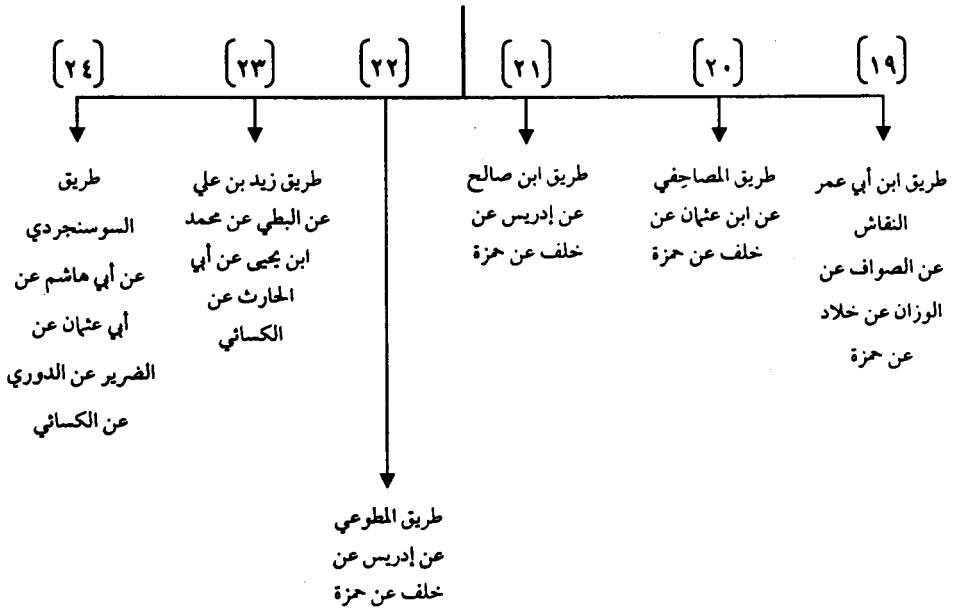 [١٩]
[٢٠]
[٢١]
[٢٢]
[٢٣]
[٢٤]
طريق ابن أبي عمر
النقاش
عن الصواف عن
الوزان عن خلاد
عن حمزة
طريق المصاحِفي
عن ابن عثمان عن
خلف عن حمزة
طريق ابن صالح
عن إدريس عن
خلف عن حمزة
طريق المطوعي
عن إدريس عن
خلف عن حمزة
طريق زيد بن علي
عن البطي عن محمد
ابن يحيى عن أبي
الحارث عن
الكسائي
طريق
السوسنجردي
عن أبي هاشم عن
أبي عثمان عن
الضرير عن الدوري
عن الكسائي